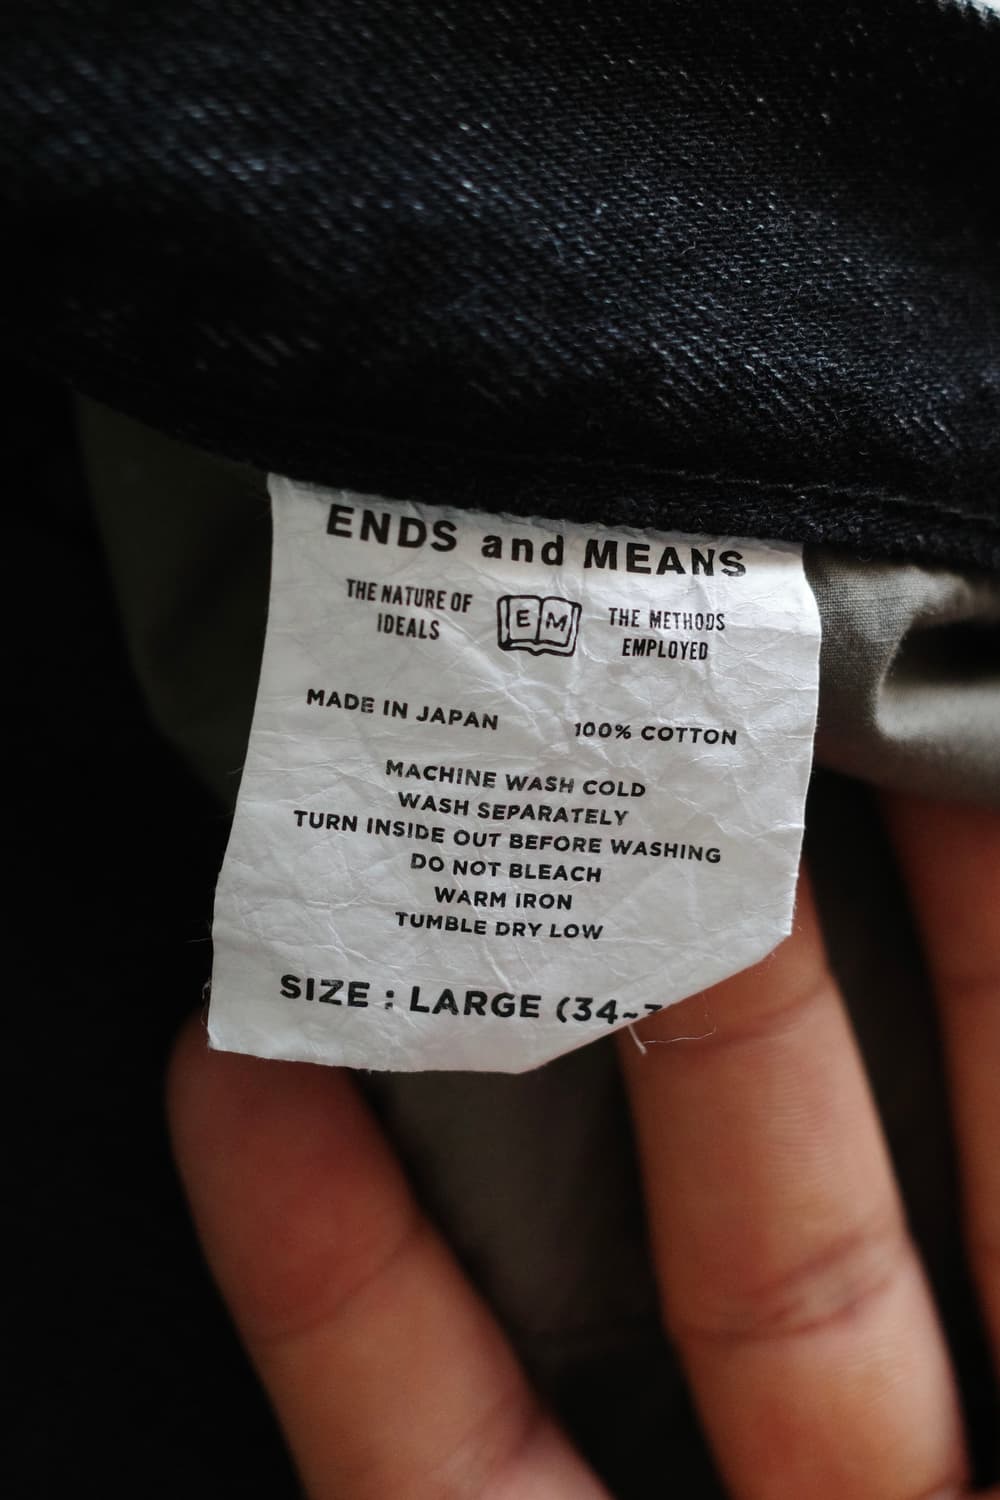 ENDS and MEANS
THE NATURE OF
IDEALS
E M
THE METHODS
EMPLOYED
MADE IN JAPAN
100% COTTON
MACHINE WASH COLD
WASH SEPARATELY
TURN INSIDE OUT BEFORE WASHING
DO NOT BLEACH
WARM IRON
TUMBLE DRY LOW
SIZE : LARGE (34~